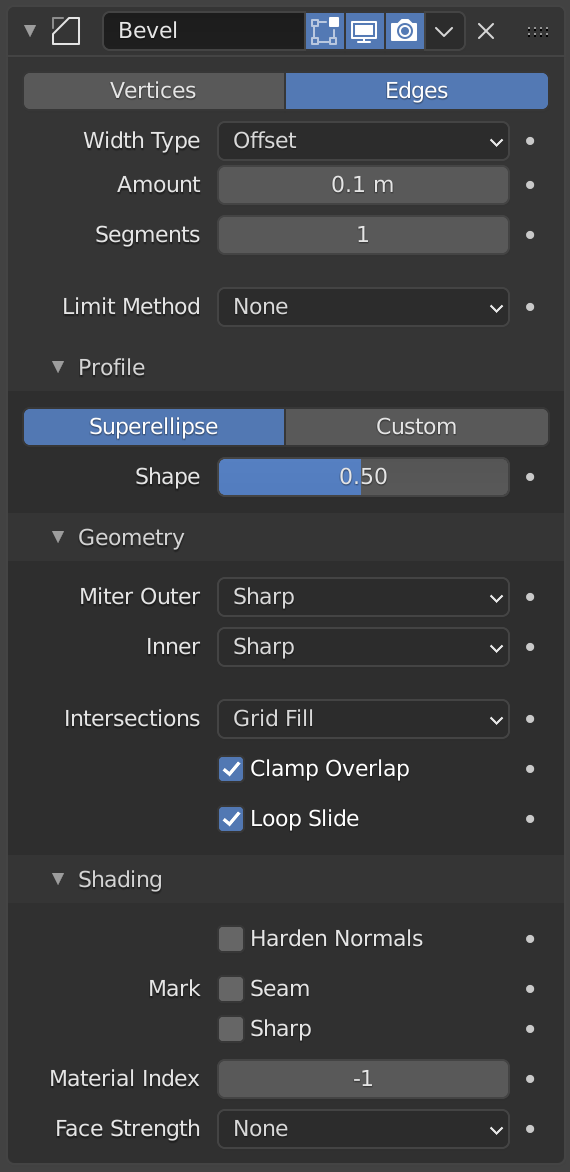 Bevel
Vertices Edges
Width Type Offset
Amount 0.1 m
Segments 1
Limit Method None
Profile
Superellipse Custom
Shape 0.50
Geometry
Miter Outer Sharp
Inner Sharp
Intersections Grid Fill
Clamp Overlap
Loop Slide
Shading
Harden Normals
Mark Seam
Sharp
Material Index -1
Face Strength None